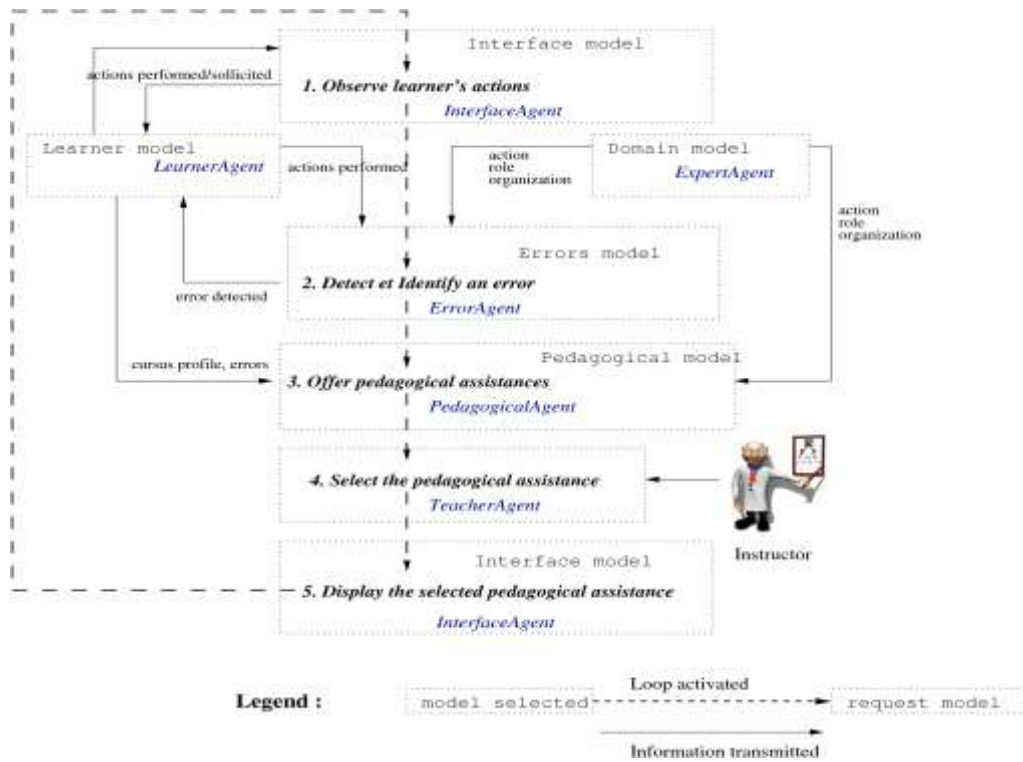 Interface model
actions performed/sollicited
1. Observe learner's actions
InterfaceAgent
Learner model
LearnerAgent
actions performed
action
role
organization
Domain model
ExpertAgent
action
role
organization
Errors model
2. Detect et Identify an error
ErrorAgent
error detected
Pedagogical model
cursus profile, errors
3. Offer pedagogical assistances
PedagogicalAgent
4. Select the pedagogical assistance
TeacherAgent
Instructor
Interface model
5. Display the selected pedagogical assistance
InterfaceAgent
Legend :
model selected
Loop activated
request model
Information transmitted